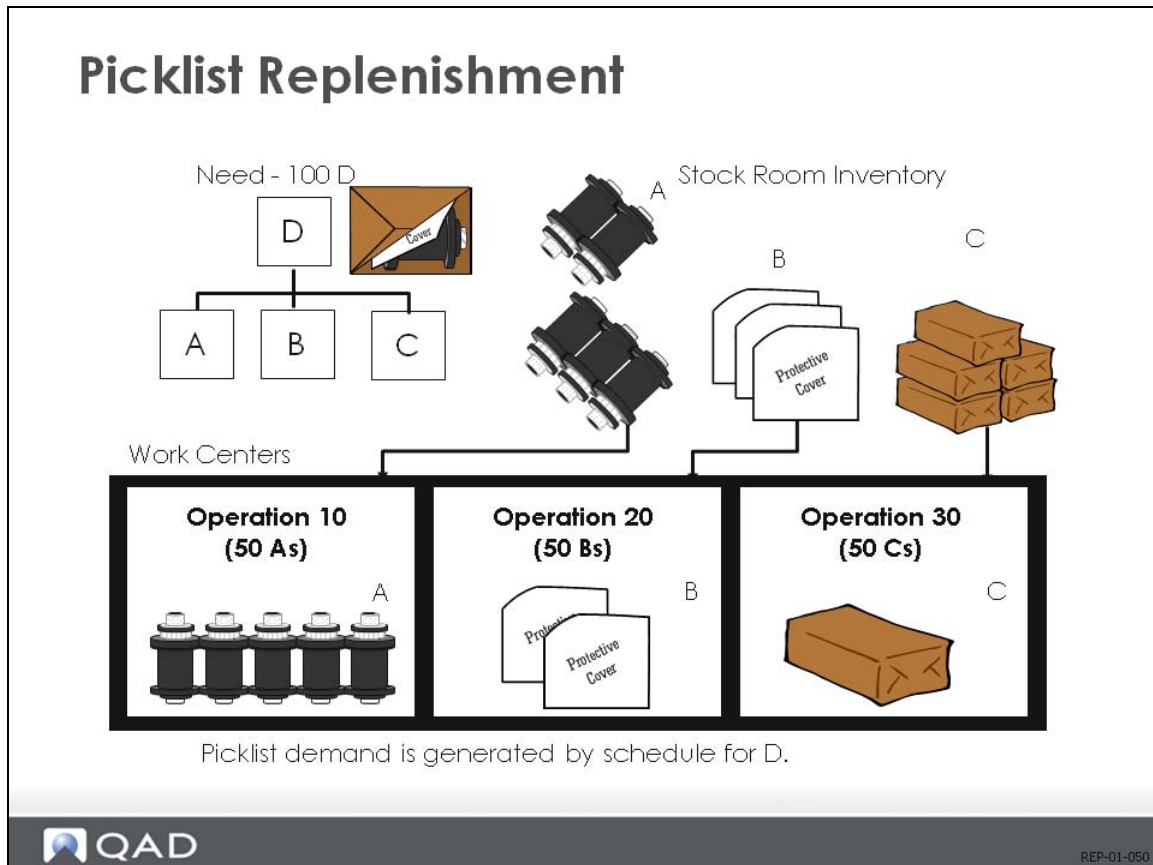 Picklist Replenishment
Need - 100 D
D
Cover
A
B
C
Stock Room Inventory
A
B
C
Protective
Cover
Work Centers
Operation 10
(50 As)
A
Operation 20
(50 Bs)
B
Protective
Cover
Operation 30
(50 Cs)
C
Picklist demand is generated by schedule for D.
QAD
REP-01-050